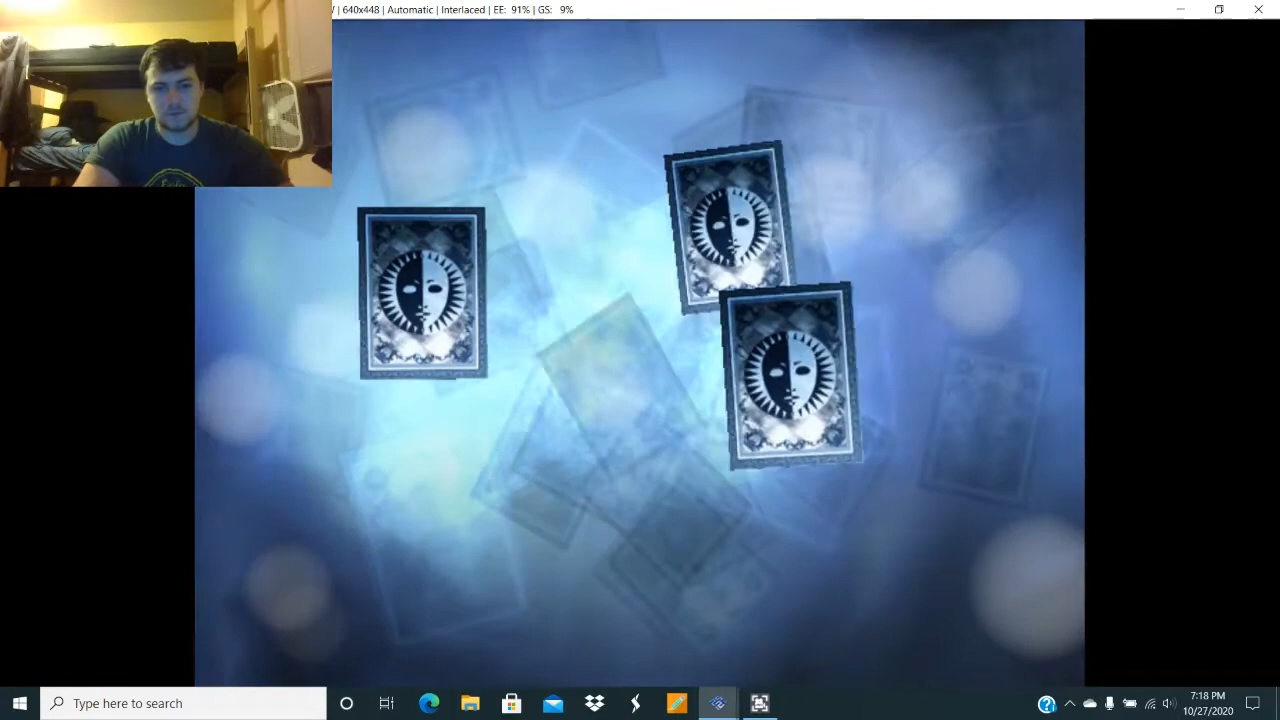 / | 640x448 | Automatic | Interlaced | EE: 91% | GS: 9%
Type here to search
7:18 PM
10/27/2020